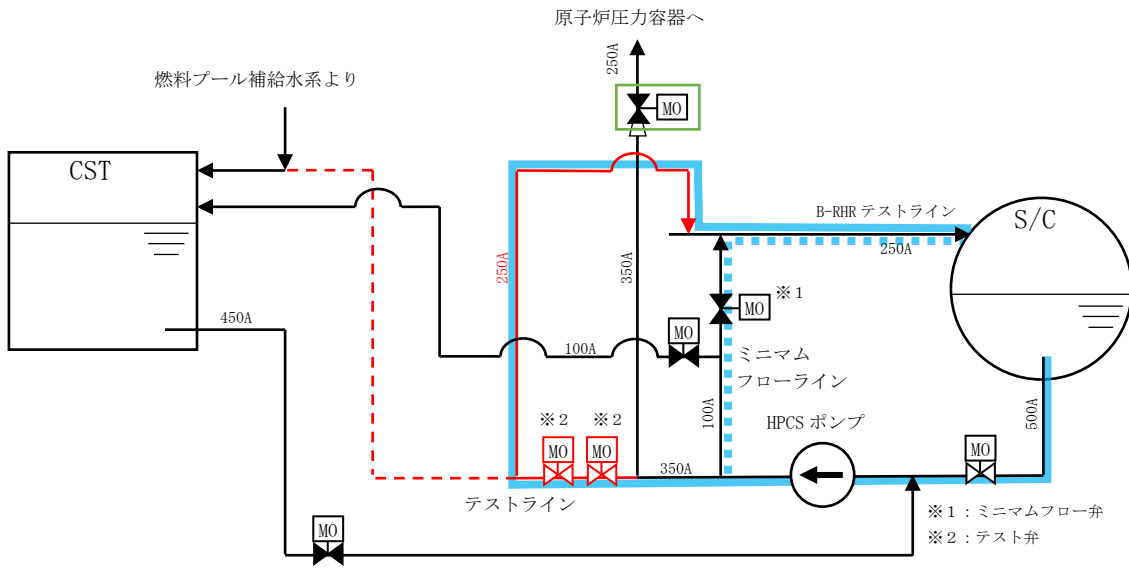 原子炉圧力容器へ
250A
燃料プール補給水系より
MO
CST
B-RHR テストライン
S/C
250A
250A
350A
※1
MO
450A
MO
100A
ミニマム
フローライン
100A
HPCS ポンプ
500A
※2
※2
MO
MO
350A
MO
テストライン
※1：ミニマムフロー弁
MO
※2：テスト弁